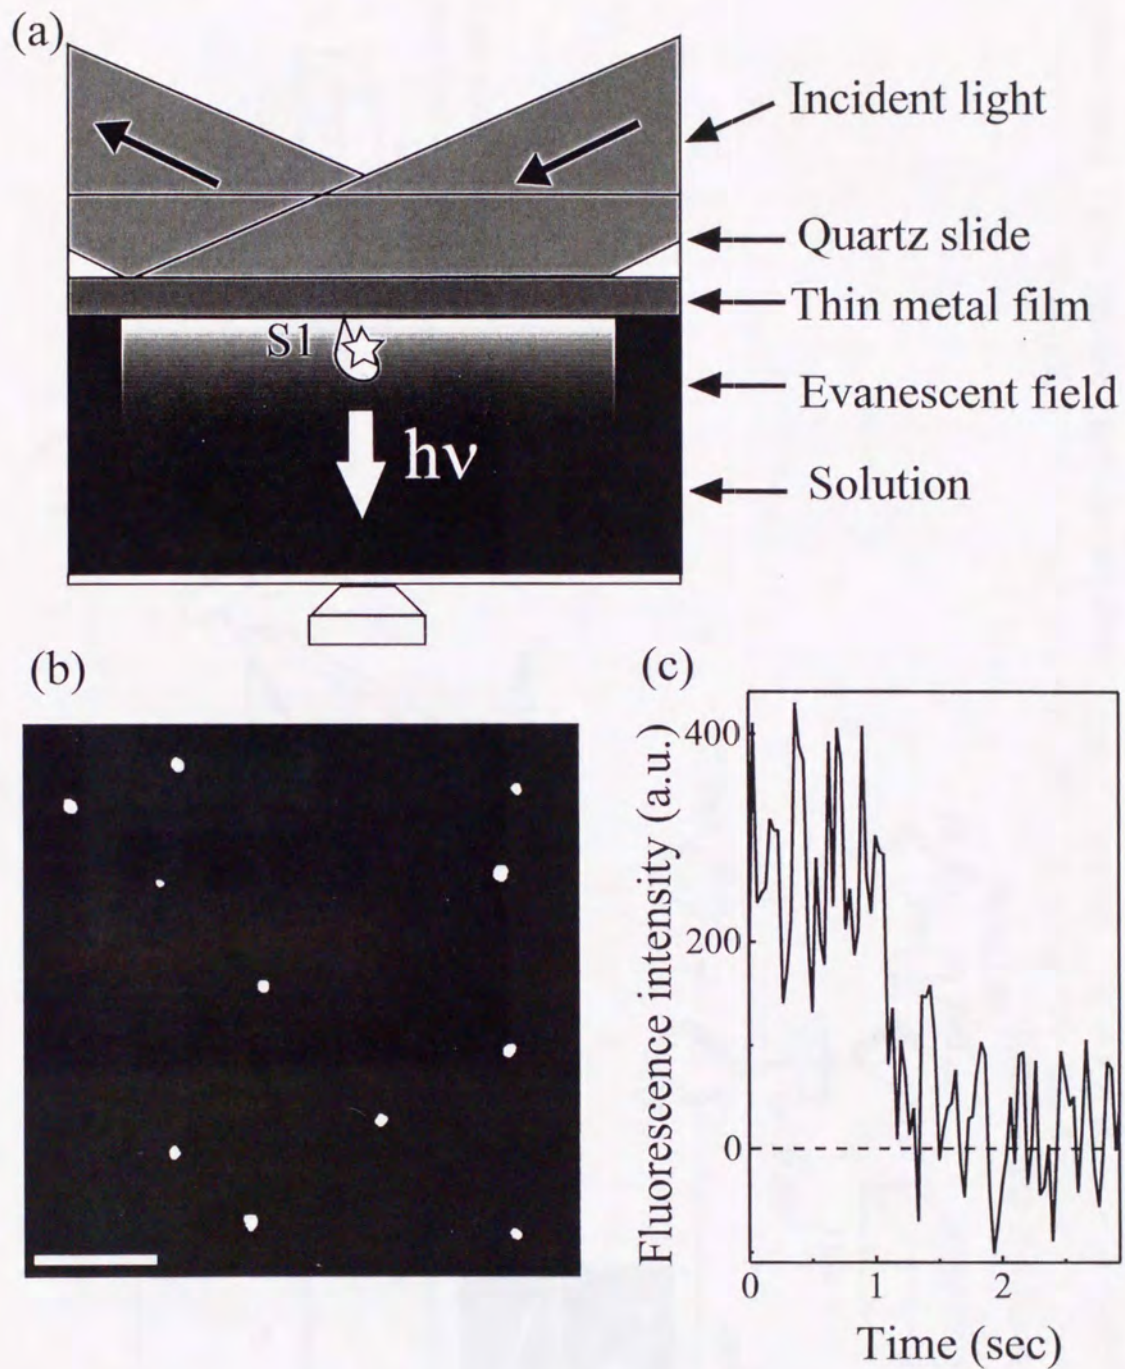 (a)
Incident light
Quartz slide
Thin metal film
S1
Evanescent field
hν
Solution
(b)
(c)
Fluorescence intensity (a.u.)
400
200
0
0 1 2
Time (sec)